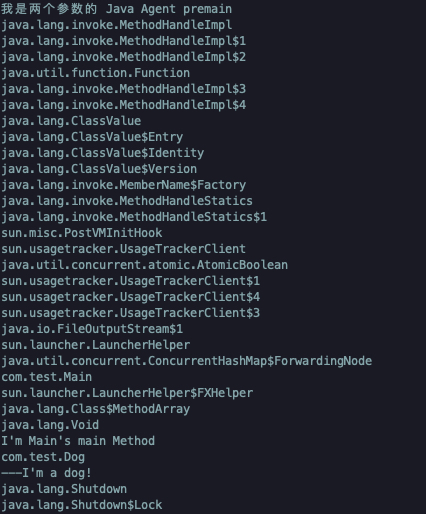 我是两个参数的 Java Agent premain
java.lang.invoke.MethodHandleImpl
java.lang.invoke.MethodHandleImpl$1
java.lang.invoke.MethodHandleImpl$2
java.util.function.Function
java.lang.invoke.MethodHandleImpl$3
java.lang.invoke.MethodHandleImpl$4
java.lang.ClassValue
java.lang.ClassValue$Entry
java.lang.ClassValue$Identity
java.lang.ClassValue$Version
java.lang.invoke.MemberName$Factory
java.lang.invoke.MethodHandleStatics
java.lang.invoke.MethodHandleStatics$1
sun.misc.PostVMInitHook
sun.usagetracker.UsageTrackerClient
java.util.concurrent.atomic.AtomicBoolean
sun.usagetracker.UsageTrackerClient$1
sun.usagetracker.UsageTrackerClient$4
sun.usagetracker.UsageTrackerClient$3
java.io.FileOutputStream$1
sun.launcher.LauncherHelper
java.util.concurrent.ConcurrentHashMap$ForwardingNode
com.test.Main
sun.launcher.LauncherHelper$FXHelper
java.lang.Class$MethodArray
java.lang.Void
I'm Main's main Method
com.test.Dog
---I'm a dog!
java.lang.Shutdown
java.lang.Shutdown$Lock